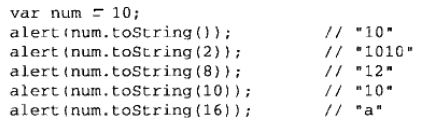 var num = 10;
alert(num.toString()); // "10"
alert(num.toString(2)); // "1010"
alert(num.toString(8)); // "12"
alert(num.toString(10)); // "10"
alert(num.toString(16)); // "a"